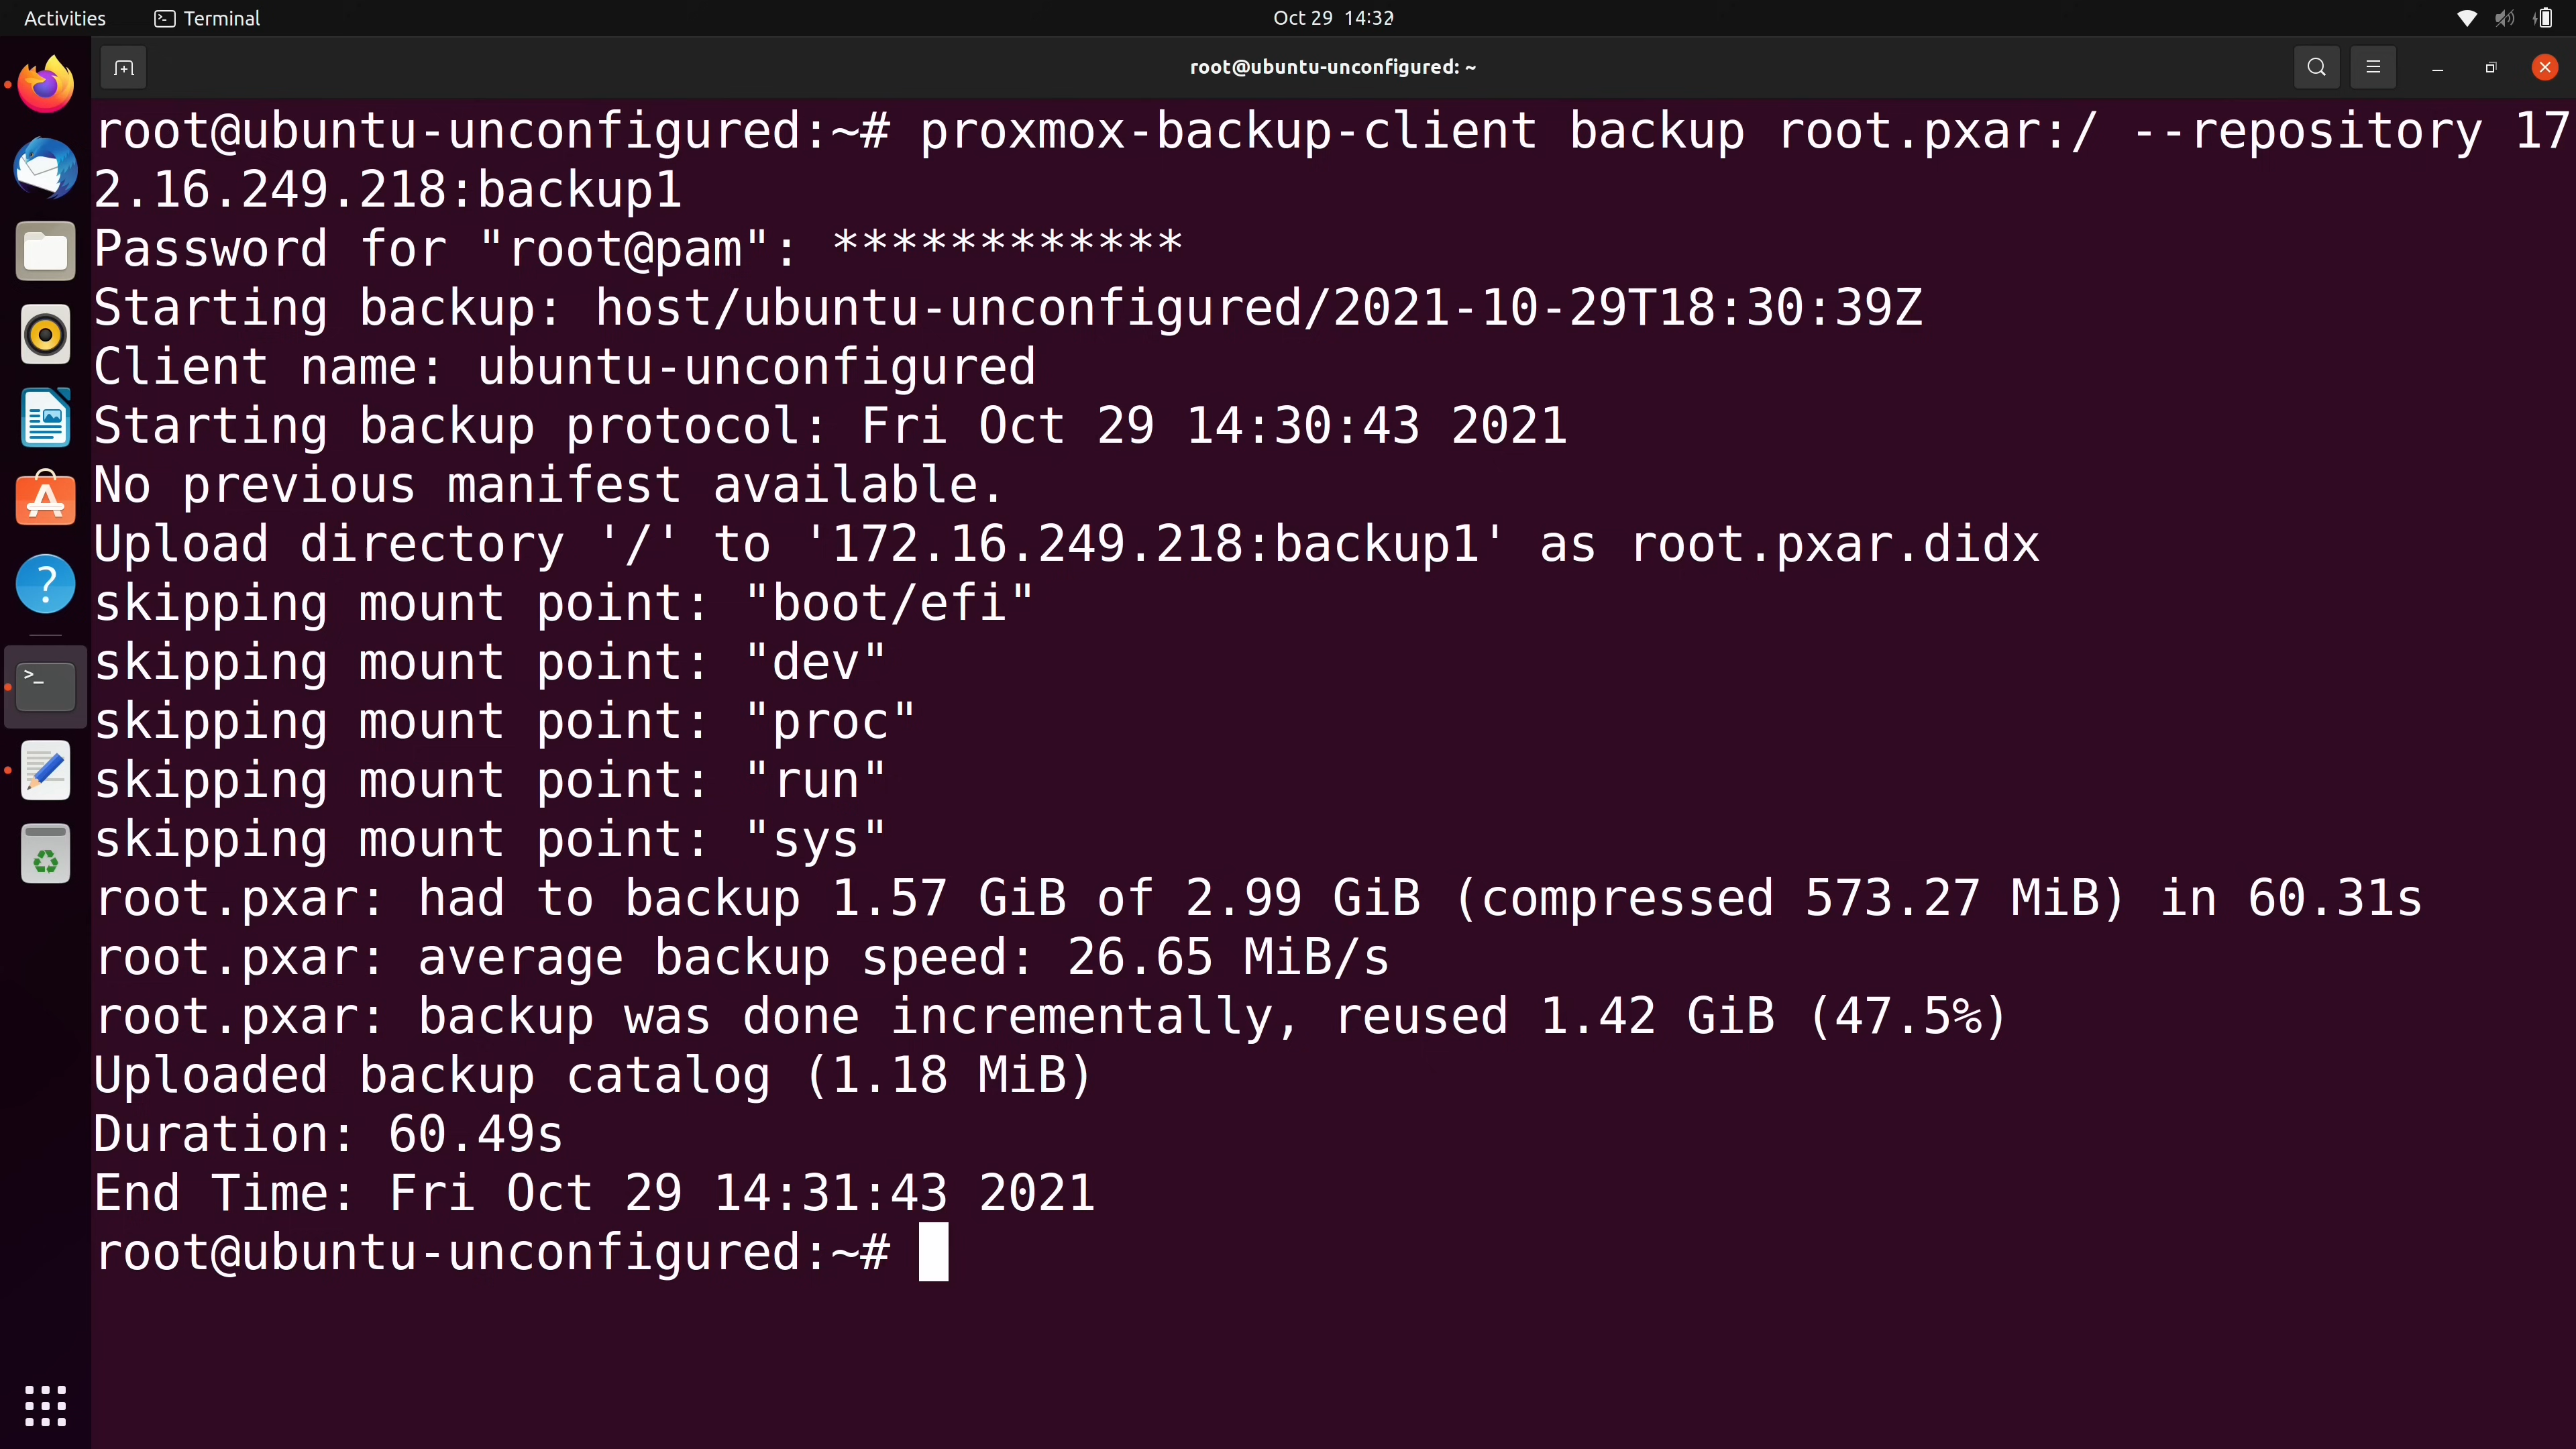 Activities Terminal Oct 29 14:32
root@ubuntu-unconfigured: ~
root@ubuntu-unconfigured:~# proxmox-backup-client backup root.pxar:/ --repository 17
2.16.249.218:backup1
Password for "root@pam": ************
Starting backup: host/ubuntu-unconfigured/2021-10-29T18:30:39Z
Client name: ubuntu-unconfigured
Starting backup protocol: Fri Oct 29 14:30:43 2021
No previous manifest available.
Upload directory '/' to '172.16.249.218:backup1' as root.pxar.didx
skipping mount point: "boot/efi"
skipping mount point: "dev"
skipping mount point: "proc"
skipping mount point: "run"
skipping mount point: "sys"
root.pxar: had to backup 1.57 GiB of 2.99 GiB (compressed 573.27 MiB) in 60.31s
root.pxar: average backup speed: 26.65 MiB/s
root.pxar: backup was done incrementally, reused 1.42 GiB (47.5%)
Uploaded backup catalog (1.18 MiB)
Duration: 60.49s
End Time: Fri Oct 29 14:31:43 2021
root@ubuntu-unconfigured:~#